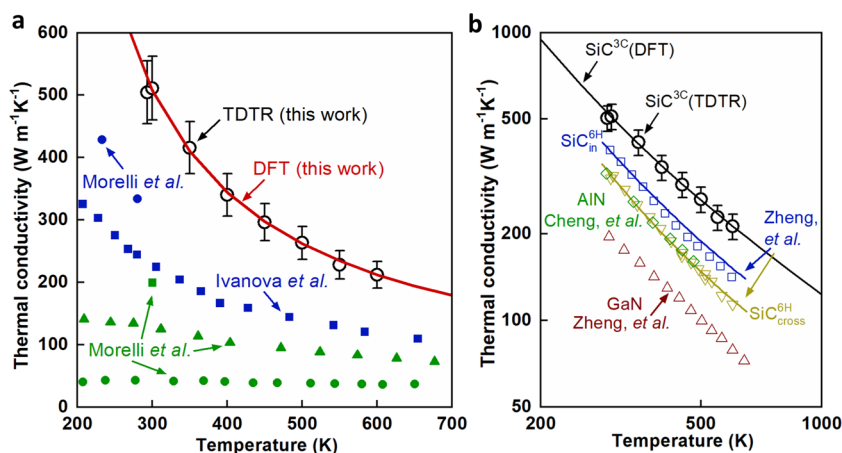 a
600
500
400
300
200
100
0
200 300 400 500 600 700
Thermal conductivity (W m⁻¹K⁻¹)
Temperature (K)
TDTR (this work)
DFT (this work)
Morelli et al.
Ivanova et al.
Morelli et al.
b
1000
500
200
100
50
200 500 1000
Thermal conductivity (W m⁻¹K⁻¹)
Temperature (K)
SiC³ᶜ(DFT)
SiC³ᶜ(TDTR)
SiC⁶ᴴin
AlN
Cheng, et al.
Zheng,
et al.
GaN
Zheng, et al.
SiC⁶ᴴcross